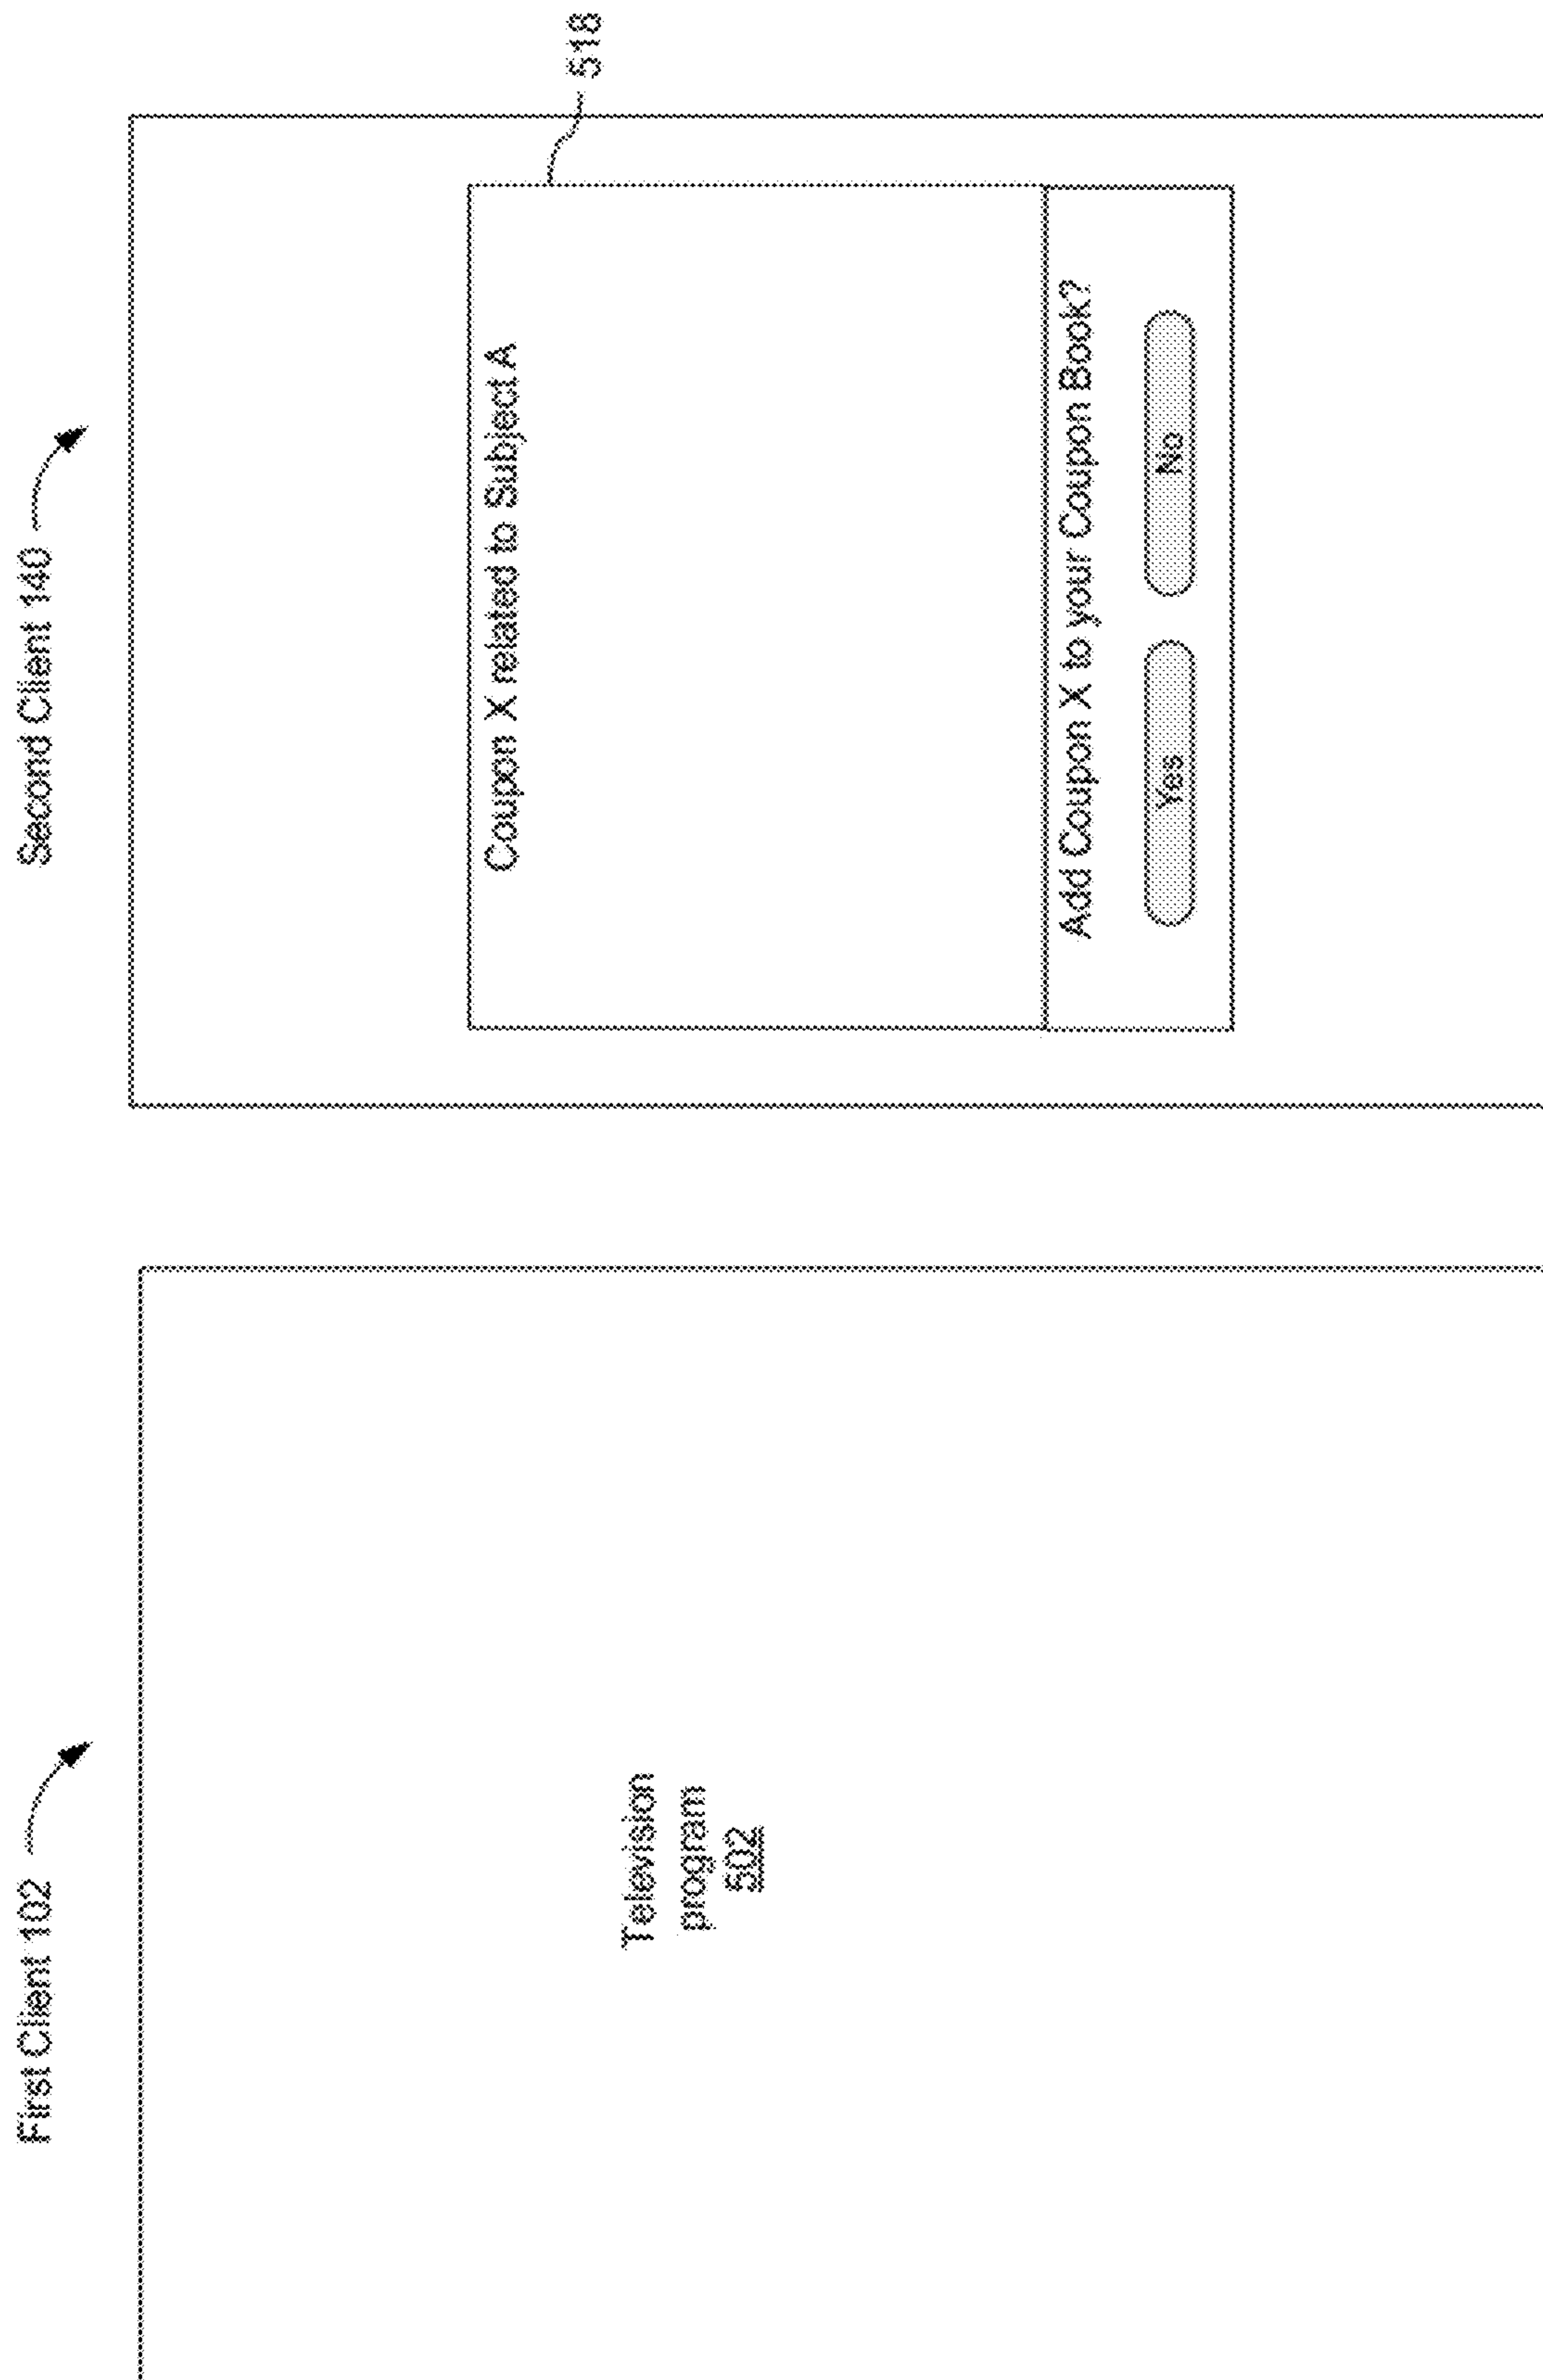 First Client 102
Television
program
502
Second Client 140
Coupon X related to Subject A
518
Add Coupon X to your Coupon Book?
Yes
No